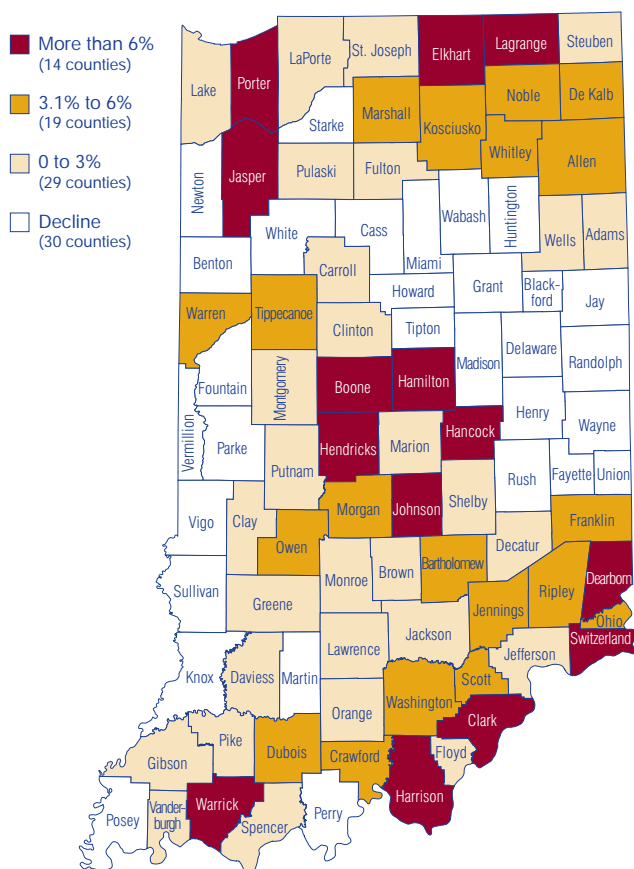 More than 6%
(14 counties)
3.1% to 6%
(19 counties)
0 to 3%
(29 counties)
Decline
(30 counties)
Lake
Porter
LaPorte
St. Joseph
Elkhart
Lagrange
Steuben
Starke
Marshall
Kosciusko
Noble
De Kalb
Whitley
Allen
Newton
Jasper
Pulaski
Fulton
Wabash
Huntington
Wells
Adams
White
Cass
Miami
Benton
Carroll
Howard
Grant
Black-
ford
Jay
Warren
Tippecanoe
Clinton
Tipton
Madison
Delaware
Randolph
Fountain
Montgomery
Boone
Hamilton
Henry
Wayne
Vermillion
Parke
Putnam
Hendricks
Marion
Hancock
Rush
Fayette
Union
Vigo
Clay
Owen
Morgan
Johnson
Shelby
Decatur
Franklin
Sullivan
Greene
Monroe
Brown
Bartholomew
Jennings
Ripley
Dearborn
Ohio
Switzerland
Knox
Daviess
Martin
Lawrence
Jackson
Jefferson
Scott
Washington
Orange
Clark
Floyd
Gibson
Pike
Dubois
Crawford
Harrison
Posey
Vander-
burgh
Warrick
Spencer
Perry